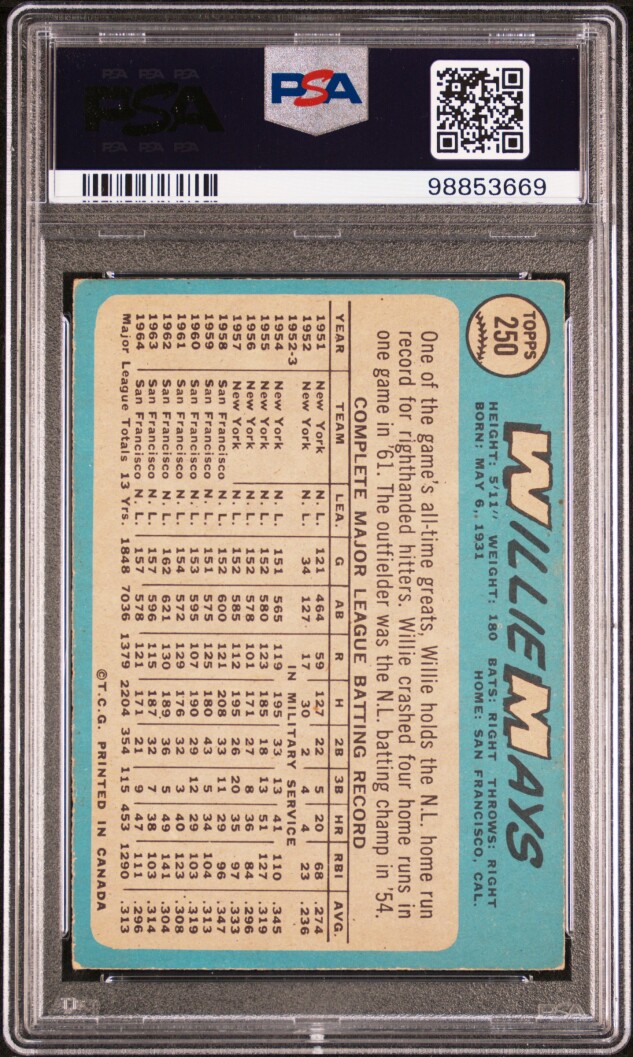 PSA PSA PSA
PSA
PSA PSA PSA
PSA
98853669
TOPPS
250
WILLIE MAYS
HEIGHT: 5'11" WEIGHT: 180 BATS: RIGHT THROWS: RIGHT
BORN: MAY 6, 1931 HOME: SAN FRANCISCO, CAL.
One of the game's all-time greats, Willie holds the N.L. home run
record for righthanded hitters. Willie crashed four home runs in
one game in '61. The outfielder was the N.L. batting champ in '54.
COMPLETE MAJOR LEAGUE BATTING RECORD
YEAR TEAM LEA. G AB R H 2B 3B HR RBI AVG.
1951 New York N. L. 121 464 59 127 22 5 20 68 .274
1952 New York N. L. 34 127 17 30 2 4 4 23 .236
1952-3 IN MILITARY SERVICE
1954 New York N. L. 151 565 119 195 33 13 41 110 .345
1955 New York N. L. 152 580 123 185 18 13 51 127 .319
1956 New York N. L. 152 578 101 171 27 8 36 84 .296
1957 New York N. L. 152 585 112 195 26 20 35 97 .333
1958 San Francisco N. L. 152 600 121 208 33 11 29 96 .347
1959 San Francisco N. L. 151 575 125 180 43 5 34 104 .313
1960 San Francisco N. L. 153 595 107 190 29 12 29 103 .319
1961 San Francisco N. L. 154 572 129 176 32 3 40 123 .308
1962 San Francisco N. L. 162 621 130 189 36 5 49 141 .304
1963 San Francisco N. L. 157 596 115 187 32 7 38 103 .314
1964 San Francisco N. L. 157 578 121 171 21 9 47 111 .296
Major League Totals 13 Yrs. 1848 7036 1379 2204 354 115 453 1290 .313
©T.C.G. PRINTED IN CANADA
PSA